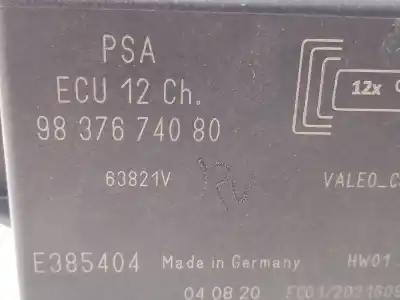 PSA
ECU 12 Ch.
12x
98 376 740 80
63821V
VALEO_C
E385404
Made in Germany
HW01
04.08.20